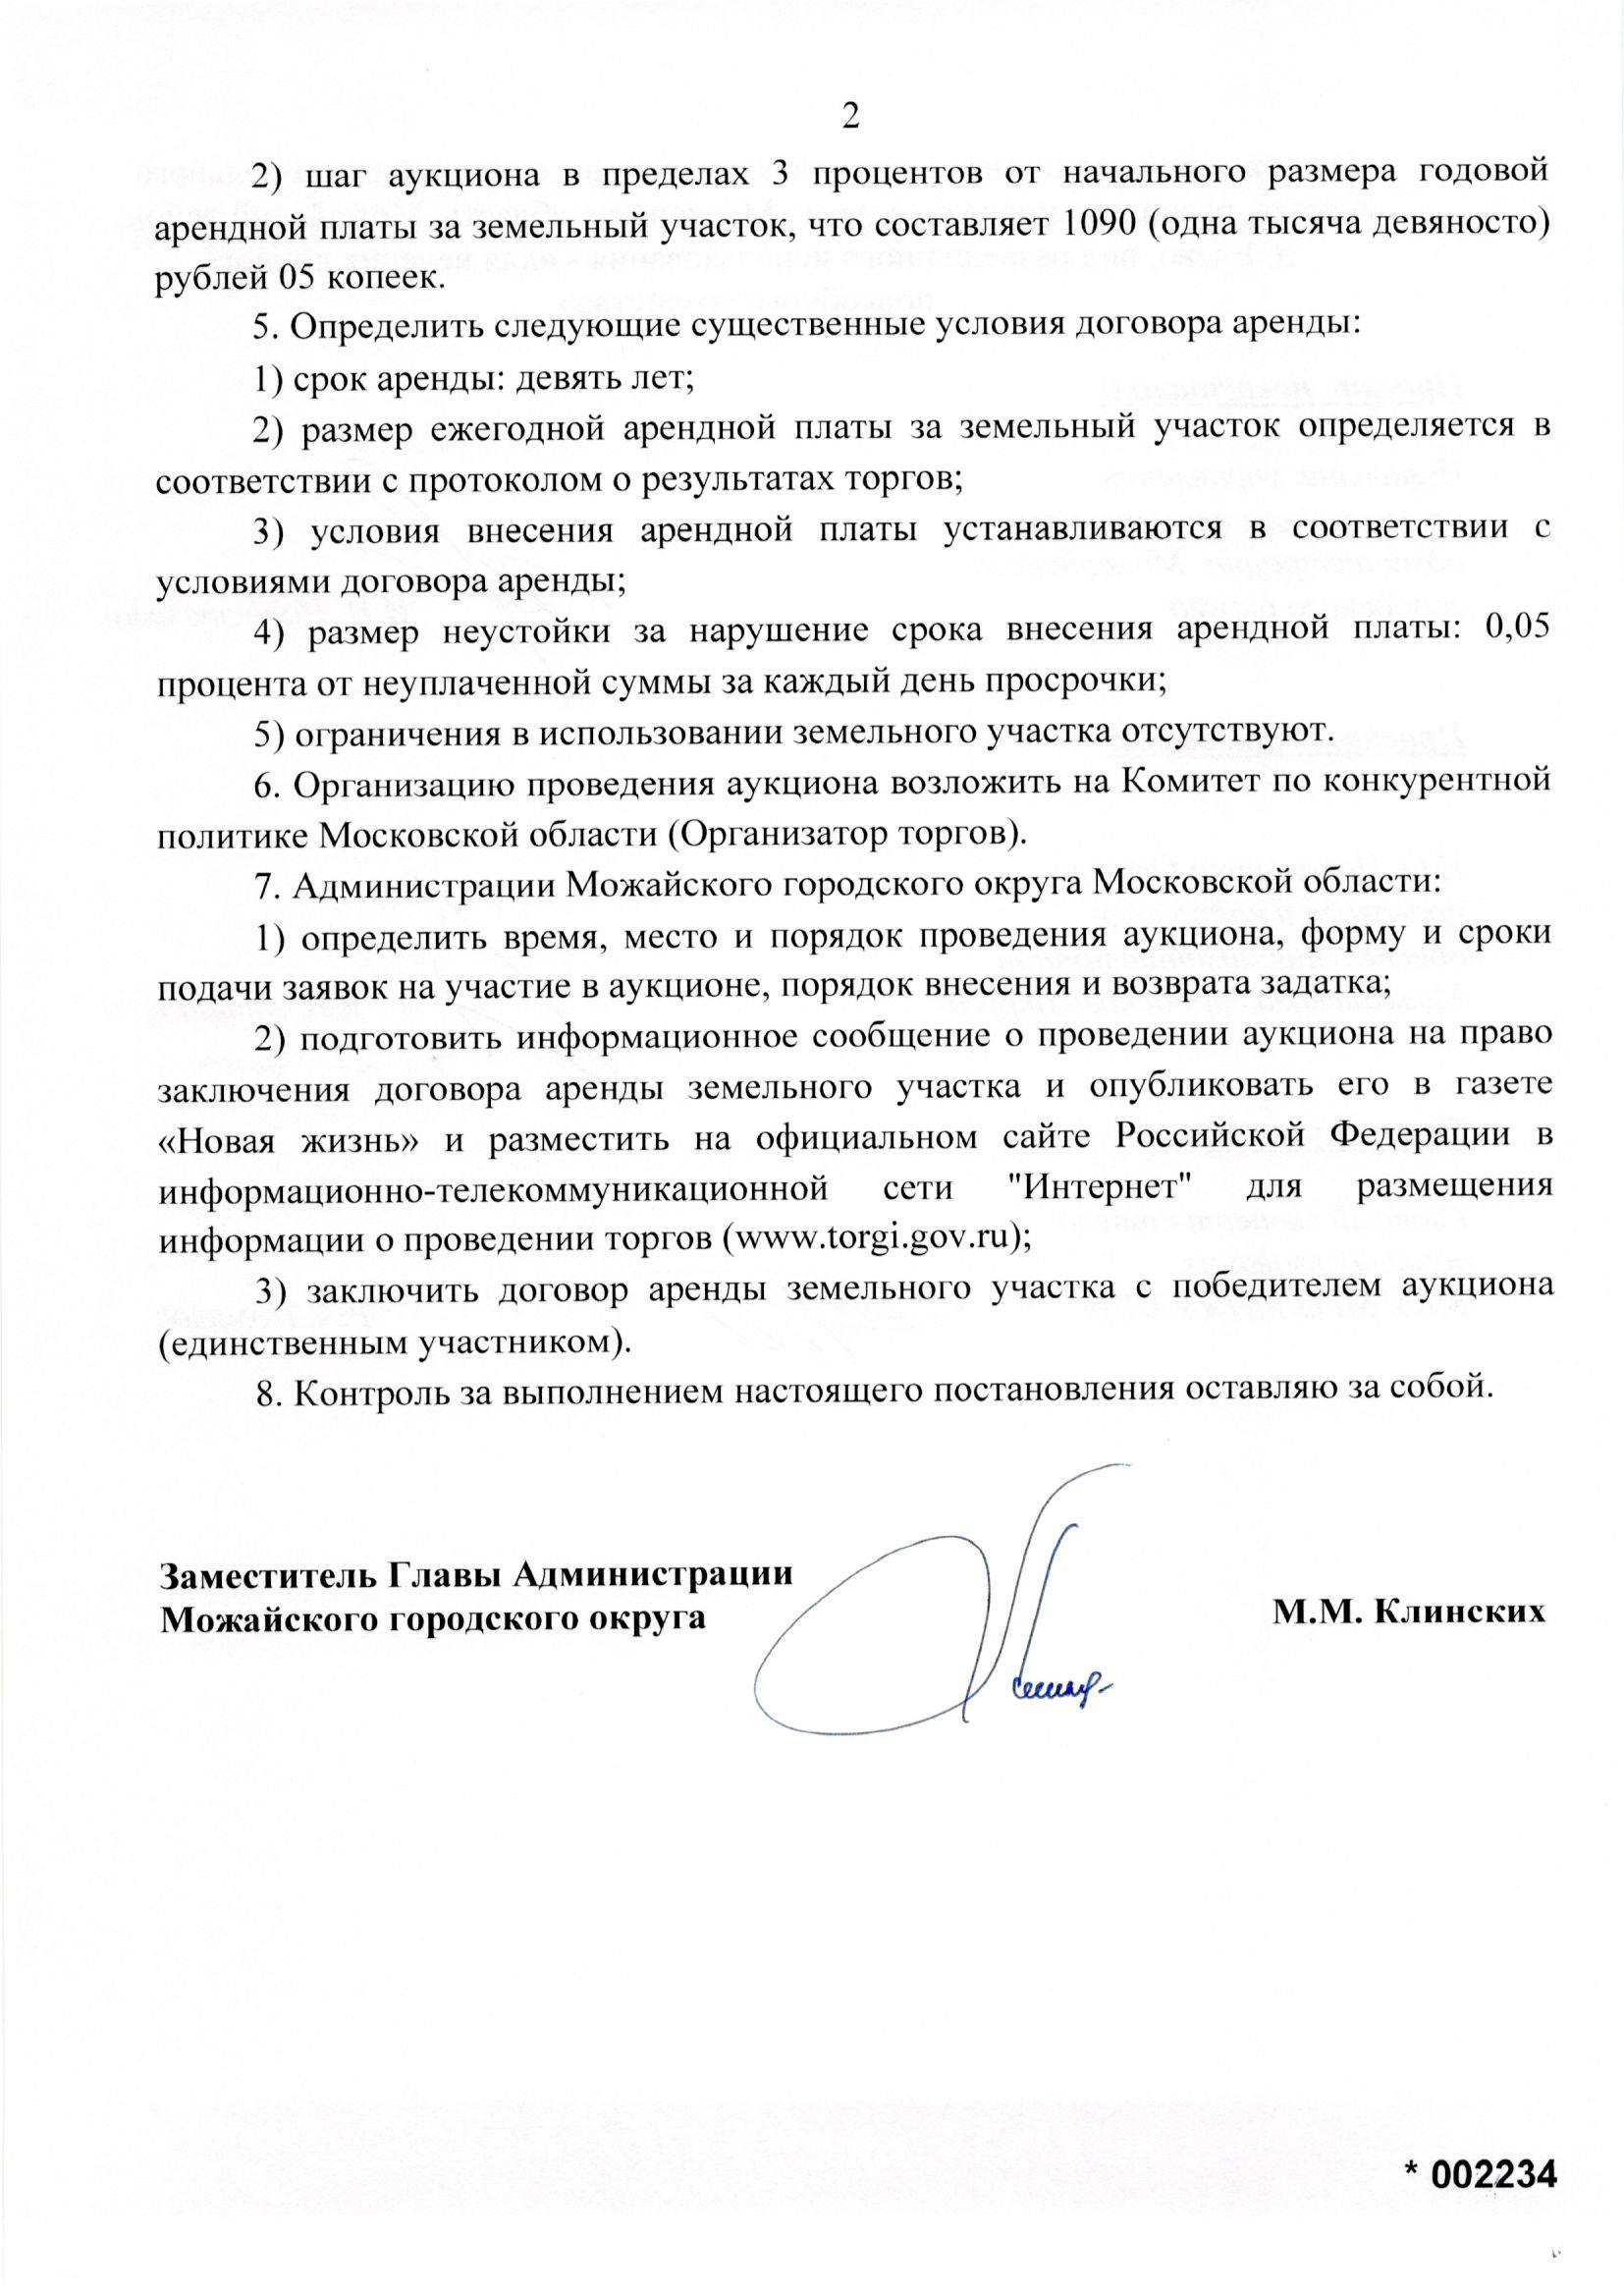 2
2) шаг аукциона в пределах 3 процентов от начального размера годовой
арендной платы за земельный участок, что составляет 1090 (одна тысяча девяносто)
рублей 05 копеек.
5. Определить следующие существенные условия договора аренды:
1) срок аренды: девять лет;
2) размер ежегодной арендной платы за земельный участок определяется в
соответствии с протоколом о результатах торгов;
3) условия внесения арендной платы устанавливаются в соответствии с
условиями договора аренды;
4) размер неустойки за нарушение срока внесения арендной платы: 0,05
процента от неуплаченной суммы за каждый день просрочки;
5) ограничения в использовании земельного участка отсутствуют.
6. Организацию проведения аукциона возложить на Комитет по конкурентной
политике Московской области (Организатор торгов).
7. Администрации Можайского городского округа Московской области:
1) определить время, место и порядок проведения аукциона, форму и сроки
подачи заявок на участие в аукционе, порядок внесения и возврата задатка;
2) подготовить информационное сообщение о проведении аукциона на право
заключения договора аренды земельного участка и опубликовать его в газете
«Новая жизнь» и разместить на официальном сайте Российской Федерации в
информационно-телекоммуникационной сети "Интернет" для размещения
информации о проведении торгов (www.torgi.gov.ru);
3) заключить договор аренды земельного участка с победителем аукциона
(единственным участником).
8. Контроль за выполнением настоящего постановления оставляю за собой.
Заместитель Главы Администрации
Можайского городского округа М.М. Клинских
* 002234